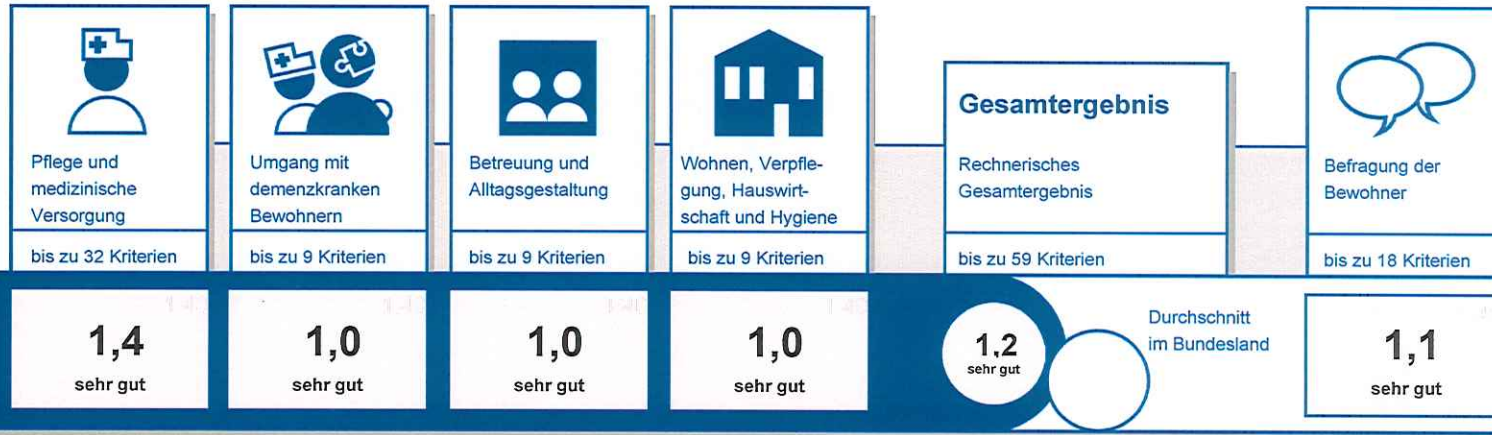 Pflege und
medizinische
Versorgung
bis zu 32 Kriterien
1,4
sehr gut
Umgang mit
demenzkranken
Bewohnern
bis zu 9 Kriterien
1,0
sehr gut
Betreuung und
Alltagsgestaltung
bis zu 9 Kriterien
1,0
sehr gut
Wohnen, Verpfle-
gung, Hauswirt-
schaft und Hygiene
bis zu 9 Kriterien
1,0
sehr gut
Gesamtergebnis
Rechnerisches
Gesamtergebnis
bis zu 59 Kriterien
1,2
sehr gut
Durchschnitt
im Bundesland
Befragung der
Bewohner
bis zu 18 Kriterien
1,1
sehr gut